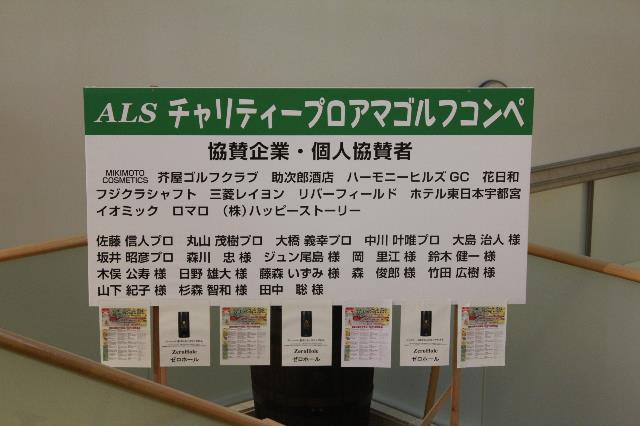 ALS チャリティープロアマゴルフコンペ
協賛企業・個人協賛者
MIKIMOTO COSMETICS 芥屋ゴルフクラブ 助次郎酒店 ハーモニーヒルズGC 花日和
フジクラシャフト 三菱レイヨン リバーフィールド ホテル東日本宇都宮
イオミック ロマロ (株)ハッピーストーリー
佐藤 信人プロ 丸山 茂樹プロ 大橋 義幸プロ 中川 叶唯プロ 大島 治人 様
坂井 昭彦プロ 森川 忠 様 ジュン尾島 様 岡 里江 様 鈴木 健一 様
木俣 公寿 様 日野 雄大 様 藤森 いずみ 様 森 俊郎 様 竹田 広樹 様
山下 紀子 様 杉森 智和 様 田中 聡 様
ZeroHole
ゼロホール
ZeroHole
ゼロホール
ZeroHole
ゼロホール